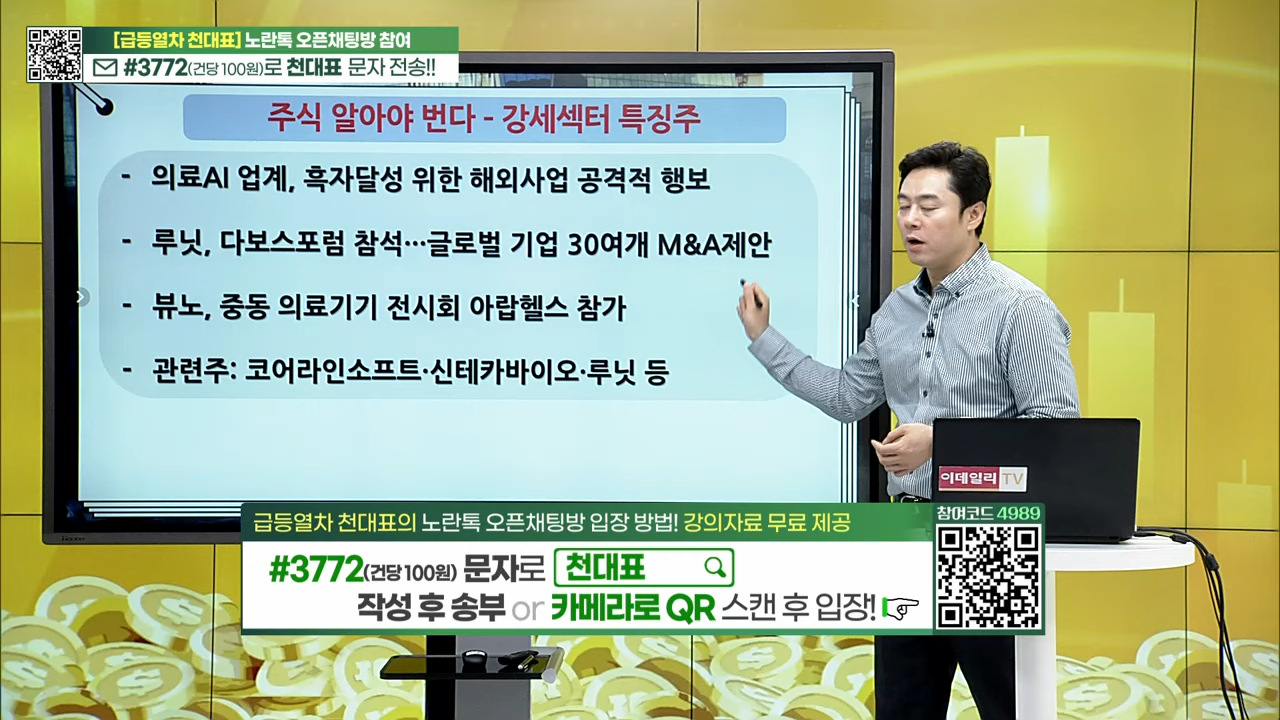 [급등열차 천대표] 노란톡 오픈채팅방 참여
#3772(건당 100원)로 천대표 문자 전송!!
주식 알아야 번다 - 강세섹터 특징주
- 의료AI 업계, 흑자달성 위한 해외사업 공격적 행보
- 루닛, 다보스포럼 참석…글로벌 기업 30여개 M&A제안
- 뷰노, 중동 의료기기 전시회 아랍헬스 참가
- 관련주: 코어라인소프트·신테카바이오·루닛 등
이데일리 TV
급등열차 천대표의 노란톡 오픈채팅방 입장 방법! 강의자료 무료 제공
참여코드 4989
#3772(건당 100원) 문자로 천대표
작성 후 송부 or 카메라로 QR 스캔 후 입장!